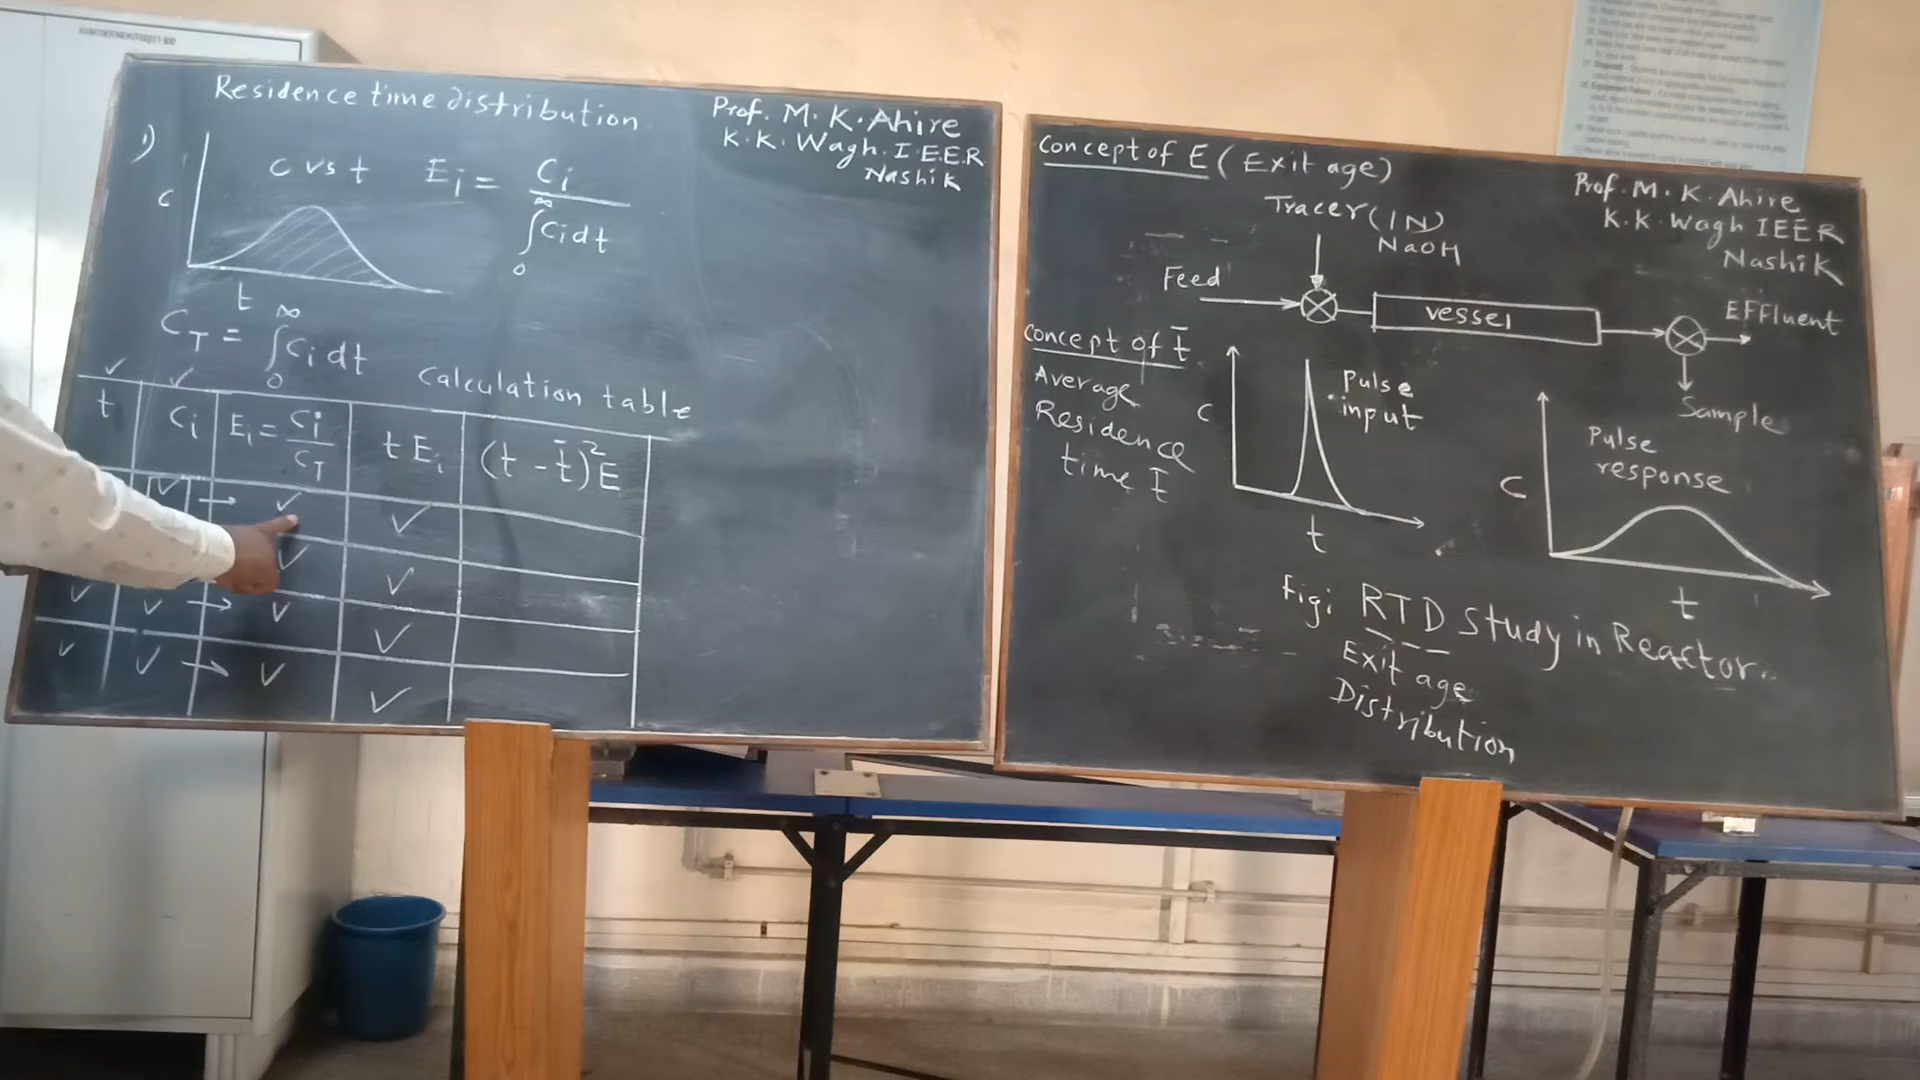 Residence time distribution
Prof. M. K. Ahire
K. K. Wagh. I.E.E.R
Nashik
1)
C vs t
C
t
Ei = Ci / ∫₀^∞ Ci dt
C_T = ∫₀^∞ Ci dt
Calculation table
✓ ✓
t Ci Ei = Ci/C_T t Ei (t - t̄)² E
✓ → ✓ ✓
✓ ✓
✓ ✓ → ✓ ✓
✓ ✓ → ✓ ✓
Concept of E (Exit age)
Prof. M. K. Ahire
K. K. Wagh IEER
Nashik
Tracer (IN)
NaOH
Feed
vessel
EFFluent
Sample
Concept of t̄
Average
Residence
time t̄
C
Pulse
input
t
Pulse
response
C
t
Fig: RTD Study in Reactor..
Exit age
Distribution